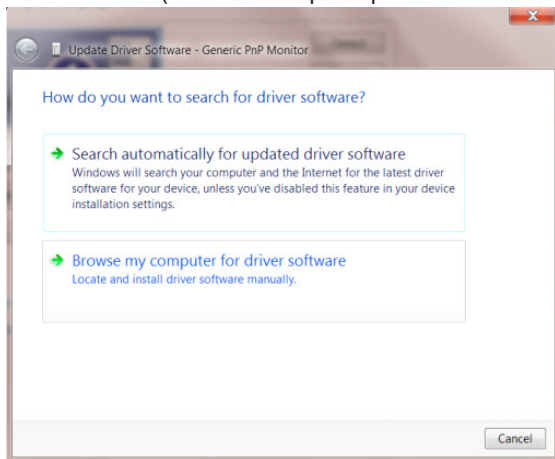 Update Driver Software - Generic PnP Monitor
How do you want to search for driver software?
Search automatically for updated driver software
Windows will search your computer and the Internet for the latest driver
software for your device, unless you've disabled this feature in your device
installation settings.
Browse my computer for driver software
Locate and install driver software manually.
Cancel